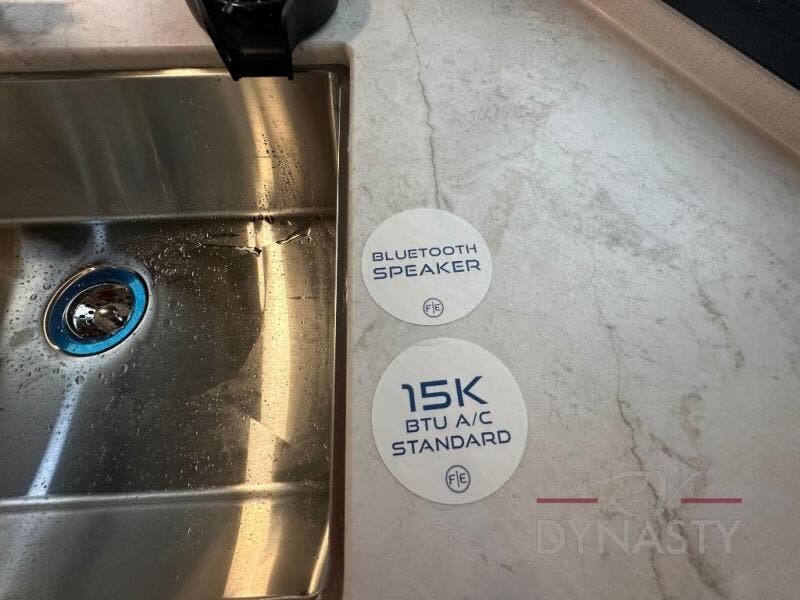 BLUETOOTH
SPEAKER
F|E
15K
BTU A/C
STANDARD
F|E
RV
DYNASTY